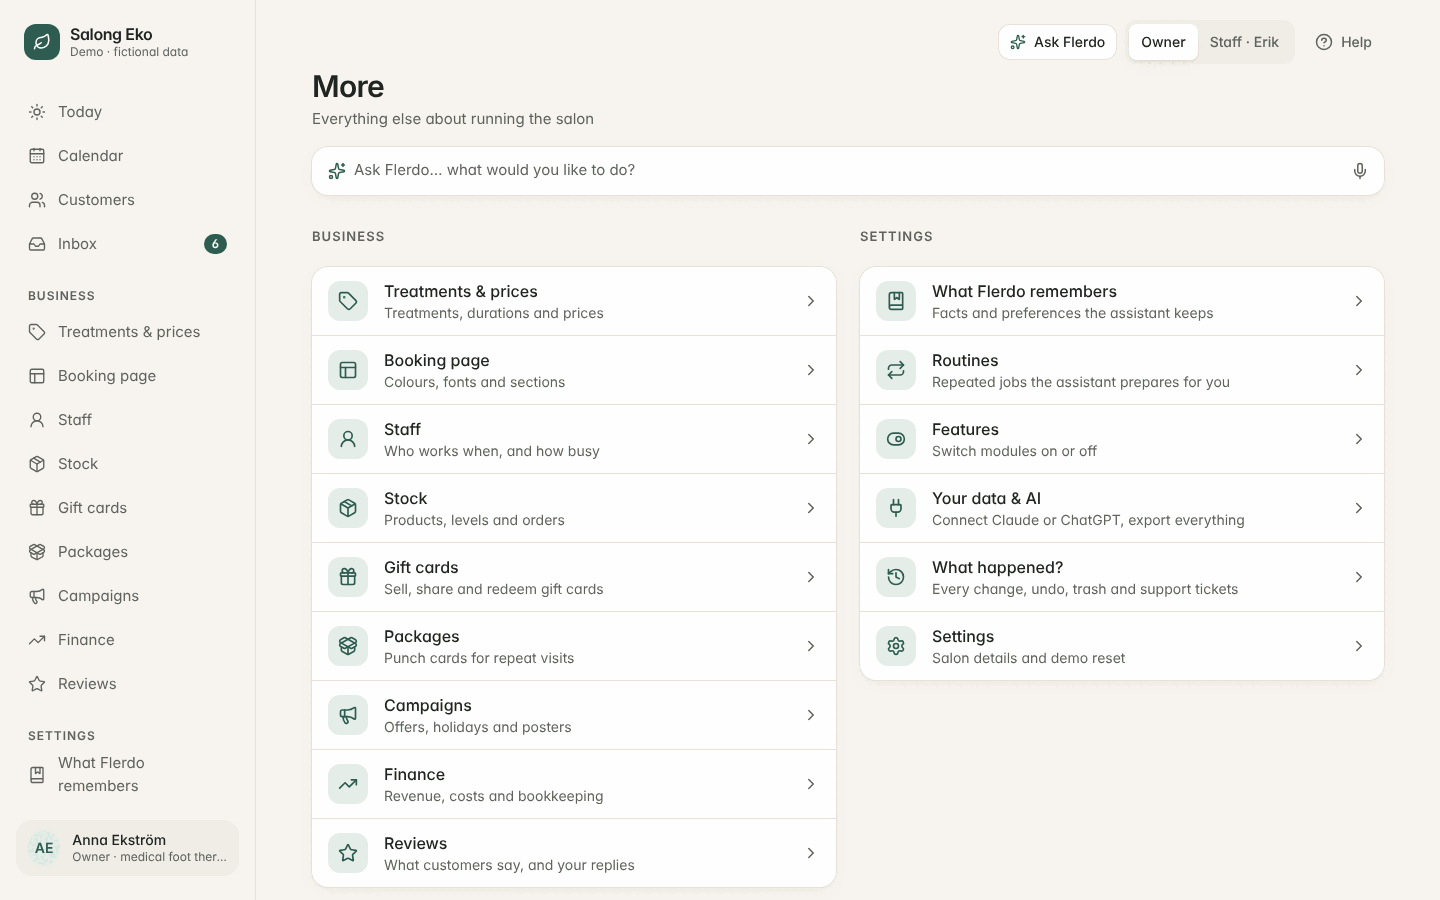 Salong Eko
Demo · fictional data
Today
Calendar
Customers
Inbox
6
BUSINESS
Treatments & prices
Booking page
Staff
Stock
Gift cards
Packages
Campaigns
Finance
Reviews
SETTINGS
What Flerdo
remembers
AE
Anna Ekström
Owner · medical foot ther...
Ask Flerdo
Owner
Staff · Erik
Help
More
Everything else about running the salon
Ask Flerdo... what would you like to do?
BUSINESS
Treatments & prices
Treatments, durations and prices
Booking page
Colours, fonts and sections
Staff
Who works when, and how busy
Stock
Products, levels and orders
Gift cards
Sell, share and redeem gift cards
Packages
Punch cards for repeat visits
Campaigns
Offers, holidays and posters
Finance
Revenue, costs and bookkeeping
Reviews
What customers say, and your replies
SETTINGS
What Flerdo remembers
Facts and preferences the assistant keeps
Routines
Repeated jobs the assistant prepares for you
Features
Switch modules on or off
Your data & AI
Connect Claude or ChatGPT, export everything
What happened?
Every change, undo, trash and support tickets
Settings
Salon details and demo reset